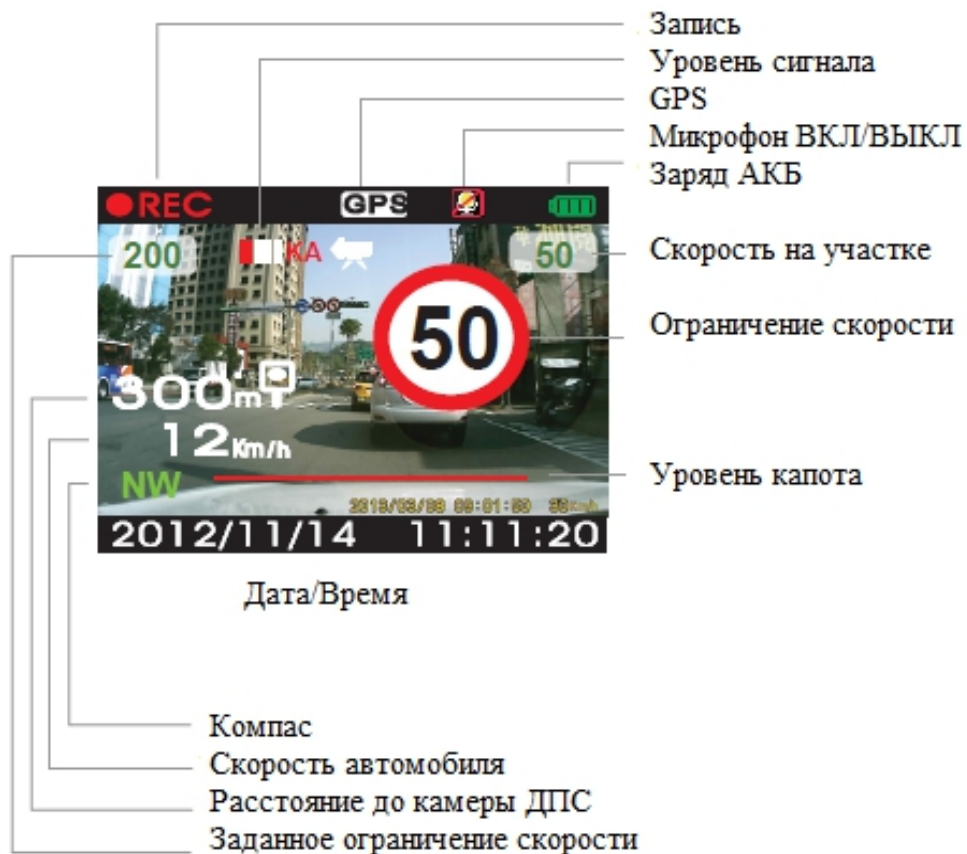 Запись
Уровень сигнала
GPS
Микрофон ВКЛ/ВЫКЛ
Заряд АКБ
REC GPS
200 KA 50
Скорость на участке
50
Ограничение скорости
300m
12Km/h
NW
Уровень капота
2012/11/14 11:11:20
Дата/Время
Компас
Скорость автомобиля
Расстояние до камеры ДПС
Заданное ограничение скорости